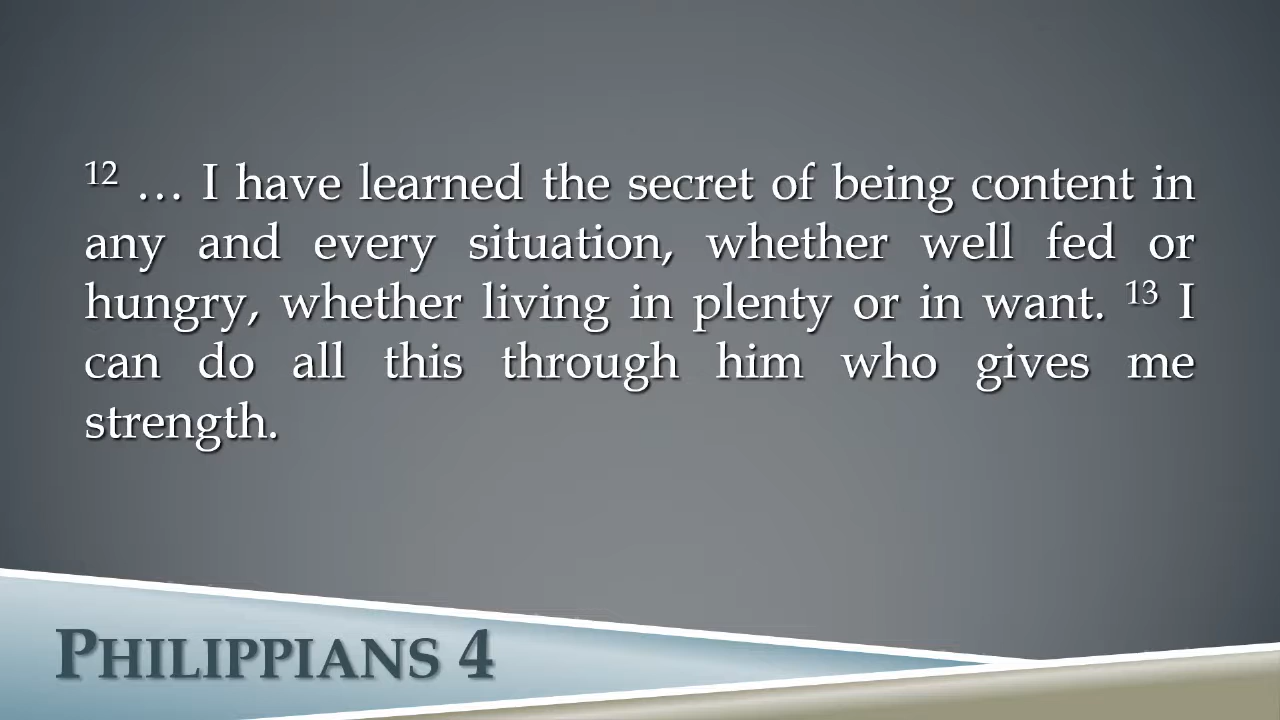 12 … I have learned the secret of being content in
any and every situation, whether well fed or
hungry, whether living in plenty or in want. 13 I
can do all this through him who gives me
strength.
PHILIPPIANS 4